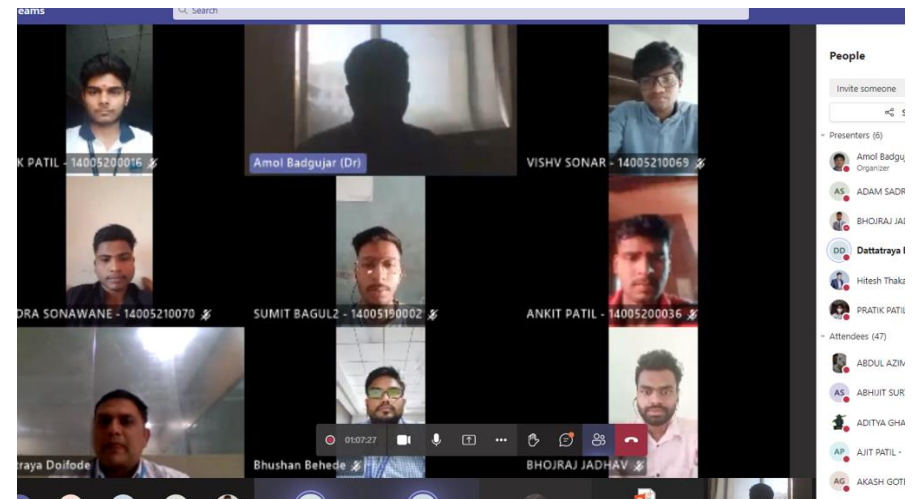 eams
Search
K PATIL - 14005200016
Amol Badgujar (Dr)
VISHV SONAR - 14005210069
DRA SONAWANE - 14005210070
SUMIT BAGUL2 - 14005190002
ANKIT PATIL - 14005200036
traya Doifode
Bhushan Behede
BHOJRAJ JADHAV
01:07:27
People
Invite someone
S
Presenters (6)
Amol Badguj
Organizer
AS ADAM SADR
BHOJRAJ JAD
DD Dattatraya
Hitesh Thaka
PRATIK PATIL
Attendees (47)
ABDUL AZIM
AS ABHIJIT SUR
ADITYA GHA
AP AJIT PATIL -
AG AKASH GOT